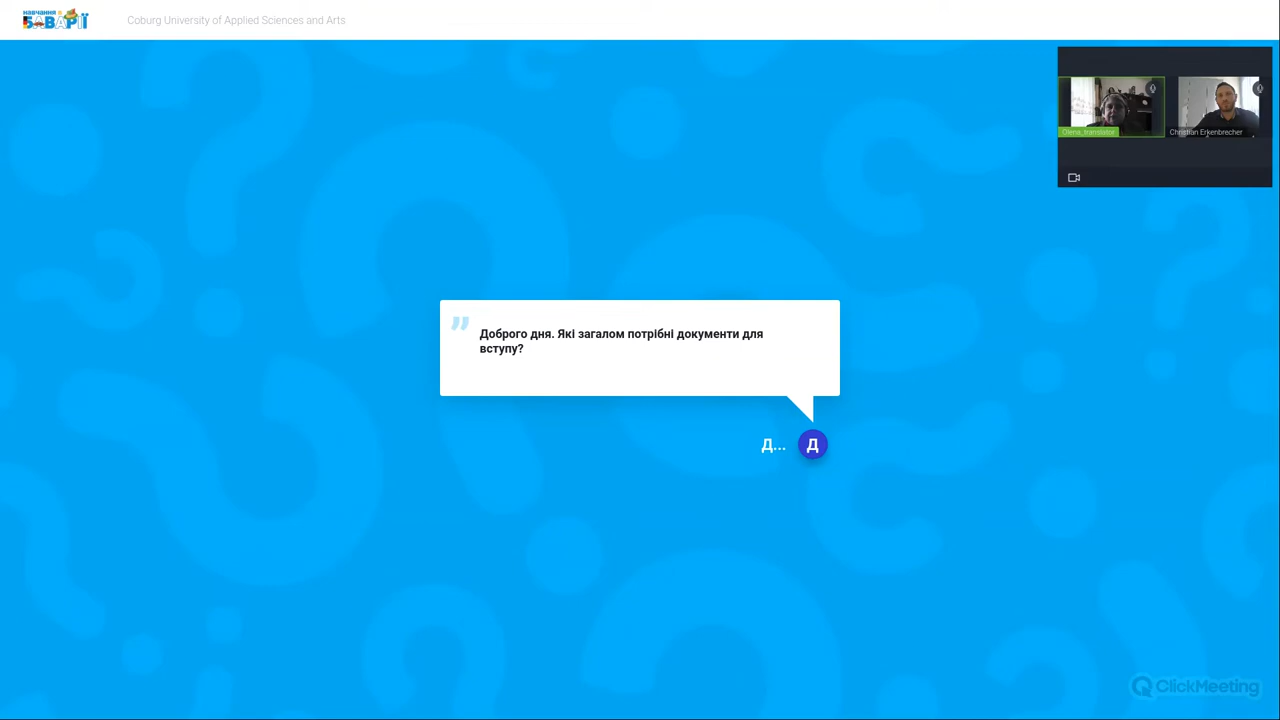 навчання в
БАВАРІЇ
Coburg University of Applied Sciences and Arts
Olena_translator
Christian Erkenbrecher
Доброго дня. Які загалом потрібні документи для
вступу?
Д...
Д
ClickMeeting